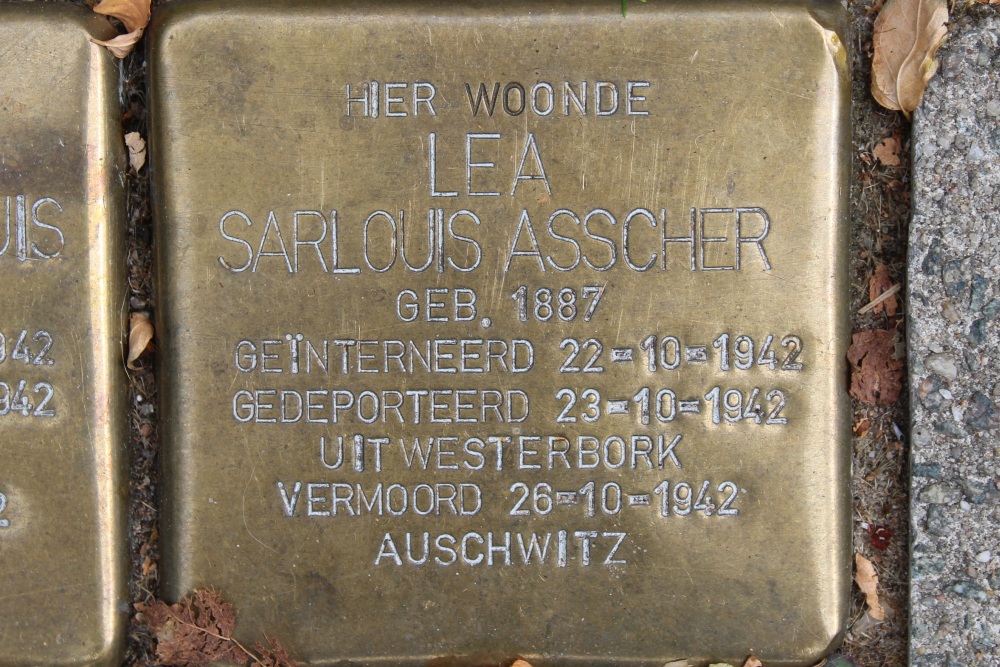 HIER WOONDE
LEA
SARLOUIS ASSCHER
GEB. 1887
GEÏNTERNEERD 22-10-1942
GEDEPORTEERD 23-10-1942
UIT WESTERBORK
VERMOORD 26-10-1942
AUSCHWITZ